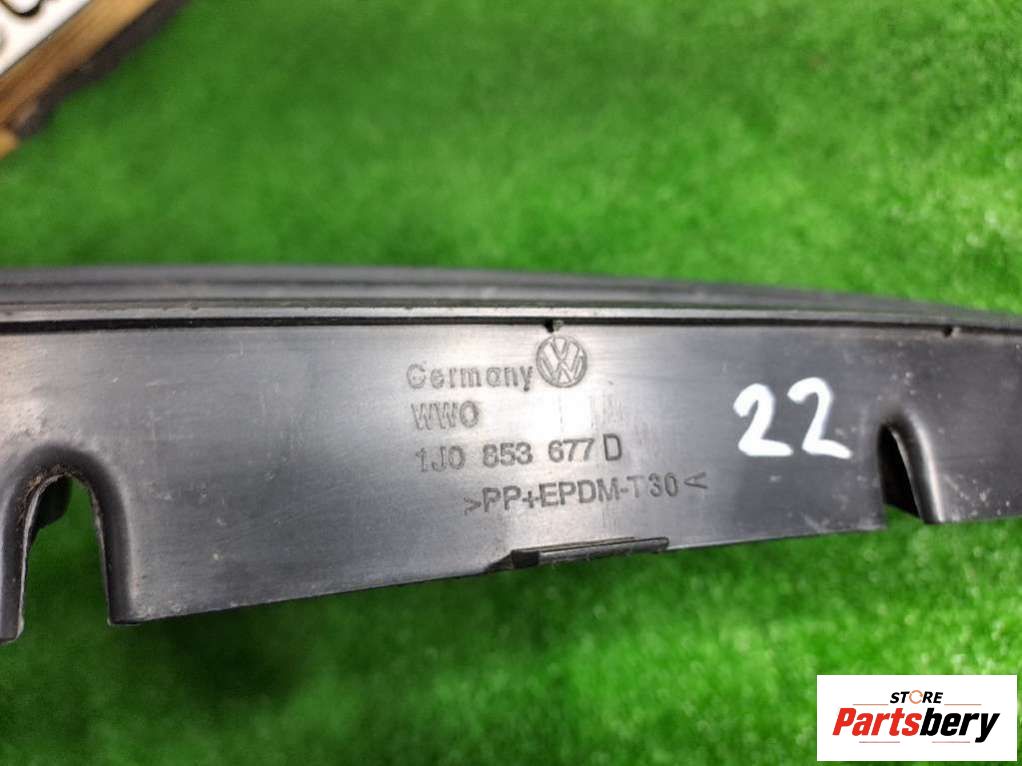 Germany
WWO
1J0 853 677 D
>PP+EPDM-T30<
22
STORE
Partsbery